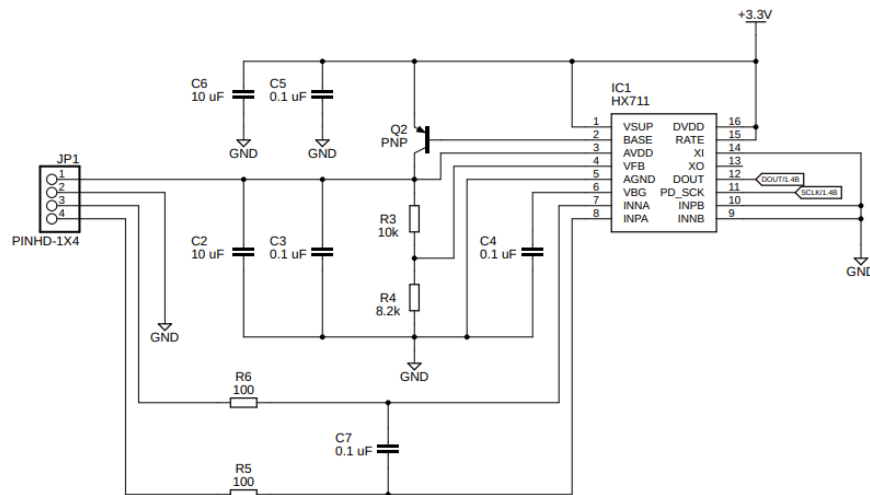 +3.3V
C6
10 uF
C5
0.1 uF
GND
GND
Q2
PNP
IC1
HX711
1 VSUP DVDD 16
2 BASE RATE 15
3 AVDD XI 14
4 VFB XO 13
5 AGND DOUT 12
6 VBG PD_SCK 11
7 INNA INPB 10
8 INPA INNB 9
DOUT/1.4B
SCLK/1.4B
GND
JP1
1
2
3
4
PINHD-1X4
GND
C2
10 uF
C3
0.1 uF
R3
10k
R4
8.2k
C4
0.1 uF
GND
R6
100
C7
0.1 uF
R5
100